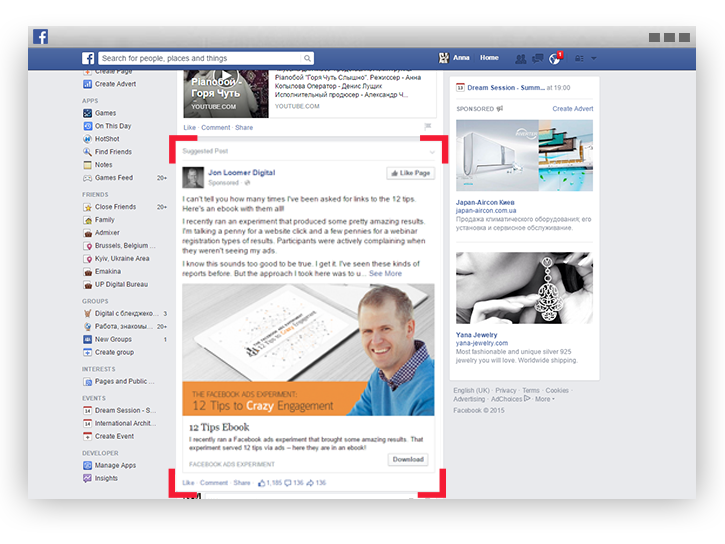 Search for people, places and things
Anna Home
1
Create Page
Create Advert
APPS
Games
On This Day
HotShot
Find Friends
Notes
Games Feed 20+
FRIENDS
Close Friends 20+
Family
Admixer
Brussels, Belgium ...
Kyiv, Ukraine Area
Emakina
UP Digital Bureau
GROUPS
Digital с блекджеко... 3
Работа, знакомы... 20+
New Groups 1
Create group
INTERESTS
Pages and Public ...
EVENTS
Dream Session - S...
International Archit...
Create Event
DEVELOPER
Manage Apps
Insights
Рianoбой -
Горя Чуть
YOUTUBE.COM
Pianoбой "Горя Чуть Слышно". Режиссер - Анна
Копылова Оператор - Денис Лущик
Исполнительный продюсер - Александр Ч...
YOUTUBE.COM
Like · Comment · Share
Suggested Post
Jon Loomer Digital
Sponsored
Like Page
I can't tell you how many times I've been asked for links to the 12 tips.
Here's an ebook with them all!
I recently ran an experiment that produced some pretty amazing results.
I'm talking a penny for a website click and a few pennies for a webinar
registration types of results. Participants were actively complaining when
they weren't seeing my ads.
I know this sounds too good to be true. I get it. I've seen these kinds of
reports before. But the approach I took here was to u... See More
THE FACEBOOK ADS EXPERIMENT:
12 Tips to Crazy Engagement
THE FACEBOOK ADS EXPERIMENT:
12 Tips to Crazy Engagement
12 Tips Ebook
I recently ran a Facebook ads experiment that brought some amazing results. That
experiment served 12 tips via ads -- here they are in an ebook!
FACEBOOK ADS EXPERIMENT
Download
Like · Comment · Share · 1,185 136 136
Dream Session - Summ... at 19:00
SPONSORED
Create Advert
Japan-Aircon Киев
japan-aircon.com.ua
Продажа климатического оборудования, его
установка и сервисное обслуживание.
Yana Jewelry
yana-jewelry.com
Most fashionable and unique silver 925
jewelry you will love. Worldwide shipping.
English (UK) · Privacy · Terms · Cookies
Advertising · AdChoices · More
Facebook © 2015